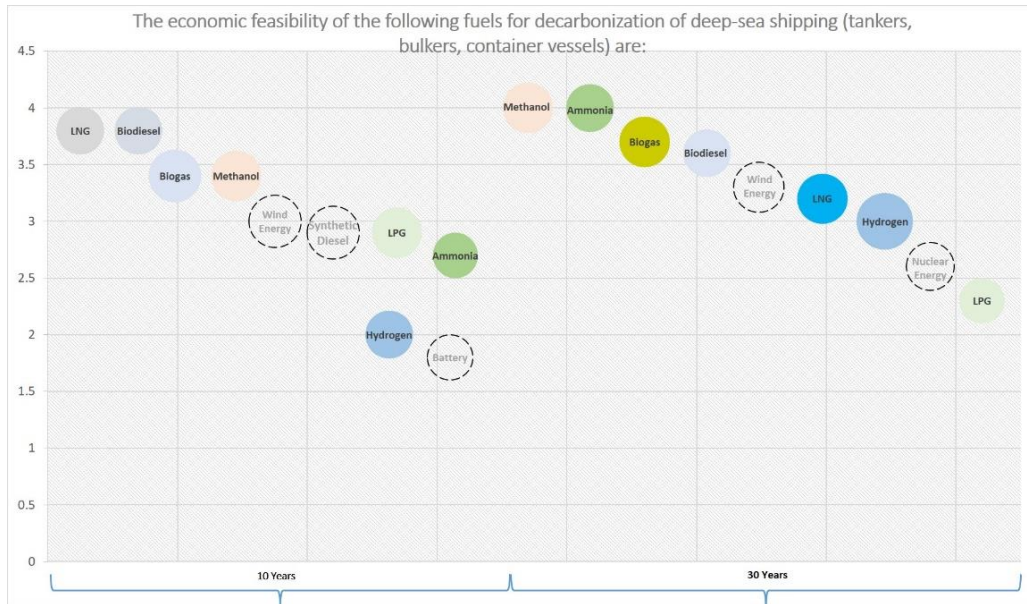 The economic feasibility of the following fuels for decarbonization of deep-sea shipping (tankers,
bulkers, container vessels) are:
4.5
4
3.5
3
2.5
2
1.5
1
0.5
0
LNG
Biodiesel
Biogas
Methanol
Wind
Energy
Synthetic
Diesel
LPG
Ammonia
Hydrogen
Battery
Methanol
Ammonia
Biogas
Biodiesel
Wind
Energy
LNG
Hydrogen
Nuclear
Energy
LPG
10 Years
30 Years